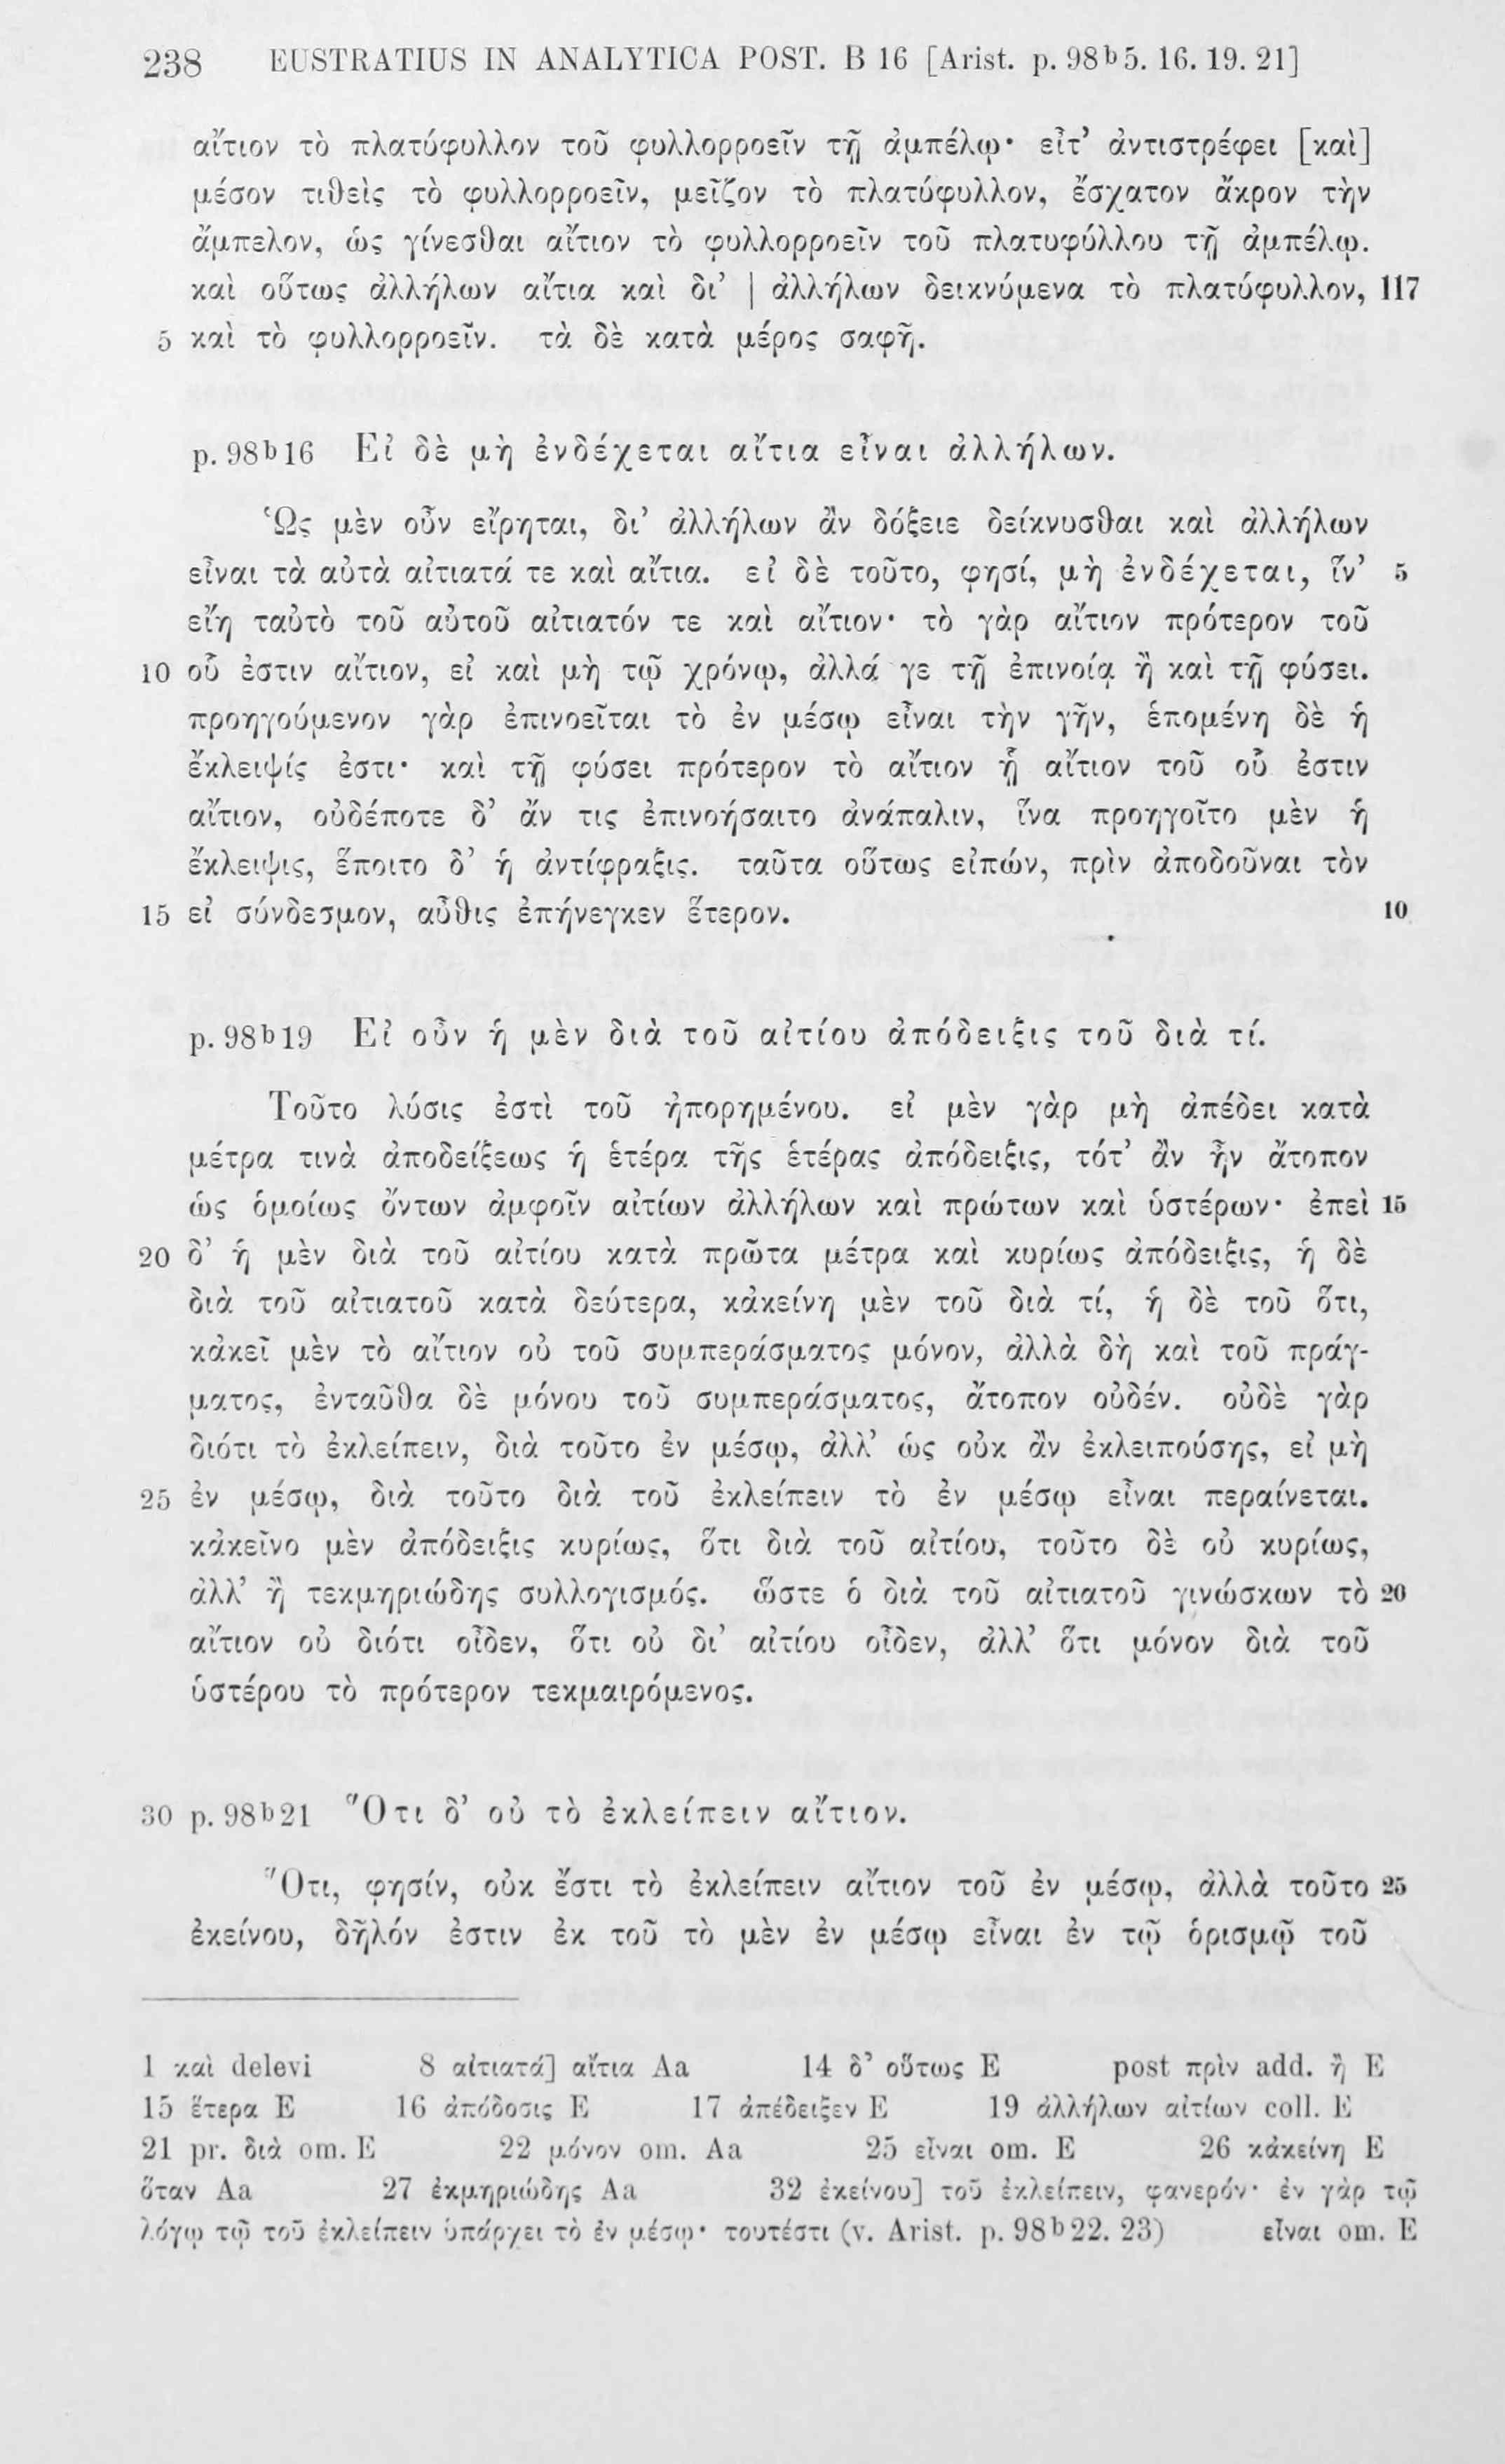 238 EUSTRATIUS IN ANALYTICA POST. B 16 [Arist. p. 98b5. 16. 19. 21]
αἴτιον τὸ πλατύφυλλον τοῦ φυλλορροεῖν τῇ ἀμπέλῳ· εἶτ’ ἀντιστρέφει [καὶ]
μέσον τιθεὶς τὸ φυλλορροεῖν, μεῖζον τὸ πλατύφυλλον, ἔσχατον ἄκρον τὴν
ἄμπελον, ὡς γίνεσθαι αἴτιον τὸ φυλλορροεῖν τοῦ πλατυφύλλου τῇ ἀμπέλῳ.
καὶ οὕτως ἀλλήλων αἴτια καὶ δι’ | ἀλλήλων δεικνύμενα τὸ πλατύφυλλον, 117
5 καὶ τὸ φυλλορροεῖν. τὰ δὲ κατὰ μέρος σαφῆ.
p. 98b16 Εἰ δὲ μὴ ἐνδέχεται αἴτια εἶναι ἀλλήλων.
Ὡς μὲν οὖν εἴρηται, δι’ ἀλλήλων ἂν δόξειε δείκνυσθαι καὶ ἀλλήλων
εἶναι τὰ αὐτὰ αἰτιατά τε καὶ αἴτια. εἰ δὲ τοῦτο, φησί, μὴ ἐνδέχεται, ἵν’ 5
εἴη ταὐτὸ τοῦ αὐτοῦ αἰτιατόν τε καὶ αἴτιον· τὸ γὰρ αἴτιον πρότερον τοῦ
10 οὗ ἐστιν αἴτιον, εἰ καὶ μὴ τῷ χρόνῳ, ἀλλά γε τῇ ἐπινοίᾳ ἢ καὶ τῇ φύσει.
προηγούμενον γὰρ ἐπινοεῖται τὸ ἐν μέσῳ εἶναι τὴν γῆν, ἑπομένη δὲ ἡ
ἔκλειψίς ἐστι· καὶ τῇ φύσει πρότερον τὸ αἴτιον ᾗ αἴτιον τοῦ οὗ ἐστιν
αἴτιον, οὐδέποτε δ’ ἄν τις ἐπινοήσαιτο ἀνάπαλιν, ἵνα προηγοῖτο μὲν ἡ
ἔκλειψις, ἕποιτο δ’ ἡ ἀντίφραξις. ταῦτα οὕτως εἰπών, πρὶν ἀποδοῦναι τὸν
15 εἰ σύνδεσμον, αὖθις ἐπήνεγκεν ἕτερον. 10
p. 98b19 Εἰ οὖν ἡ μὲν διὰ τοῦ αἰτίου ἀπόδειξις τοῦ διὰ τί.
Τοῦτο λύσις ἐστὶ τοῦ ἠπορημένου. εἰ μὲν γὰρ μὴ ἀπέδει κατὰ
μέτρα τινὰ ἀποδείξεως ἡ ἑτέρα τῆς ἑτέρας ἀπόδειξις, τότ’ ἂν ἦν ἄτοπον
ὡς ὁμοίως ὄντων ἀμφοῖν αἰτίων ἀλλήλων καὶ πρώτων καὶ ὑστέρων· ἐπεὶ 15
20 δ’ ἡ μὲν διὰ τοῦ αἰτίου κατὰ πρῶτα μέτρα καὶ κυρίως ἀπόδειξις, ἡ δὲ
διὰ τοῦ αἰτιατοῦ κατὰ δεύτερα, κἀκείνη μὲν τοῦ διὰ τί, ἡ δὲ τοῦ ὅτι,
κἀκεῖ μὲν τὸ αἴτιον οὐ τοῦ συμπεράσματος μόνον, ἀλλὰ δὴ καὶ τοῦ πράγ-
ματος, ἐνταῦθα δὲ μόνου τοῦ συμπεράσματος, ἄτοπον οὐδέν. οὐδὲ γὰρ
διότι τὸ ἐκλείπειν, διὰ τοῦτο ἐν μέσῳ, ἀλλ’ ὡς οὐκ ἂν ἐκλειπούσης, εἰ μὴ
25 ἐν μέσῳ, διὰ τοῦτο διὰ τοῦ ἐκλείπειν τὸ ἐν μέσῳ εἶναι περαίνεται.
κἀκεῖνο μὲν ἀπόδειξις κυρίως, ὅτι διὰ τοῦ αἰτίου, τοῦτο δὲ οὐ κυρίως,
ἀλλ’ ἢ τεκμηριώδης συλλογισμός. ὥστε ὁ διὰ τοῦ αἰτιατοῦ γινώσκων τὸ 20
αἴτιον οὐ διότι οἶδεν, ὅτι οὐ δι’ αἰτίου οἶδεν, ἀλλ’ ὅτι μόνον διὰ τοῦ
ὑστέρου τὸ πρότερον τεκμαιρόμενος.
30 p. 98b21 Ὅτι δ’ οὐ τὸ ἐκλείπειν αἴτιον.
Ὅτι, φησίν, οὐκ ἔστι τὸ ἐκλείπειν αἴτιον τοῦ ἐν μέσῳ, ἀλλὰ τοῦτο 25
ἐκείνου, δῆλόν ἐστιν ἐκ τοῦ τὸ μὲν ἐν μέσῳ εἶναι ἐν τῷ ὁρισμῷ τοῦ
1 καὶ delevi 8 αἰτιατά] αἴτια Aa 14 δ’ οὕτως E post πρὶν add. ἢ E
15 ἕτερα E 16 ἀπόδοσις E 17 ἀπέδειξεν E 19 ἀλλήλων αἰτίων coll. E
21 pr. διὰ om. E 22 μόνον om. Aa 25 εἶναι om. E 26 κἀκείνη E
ὅταν Aa 27 ἐκμηριώδης Aa 32 ἐκείνου] τοῦ ἐκλείπειν, φανερόν· ἐν γὰρ τῷ
λόγῳ τῷ τοῦ ἐκλείπειν ὑπάρχει τὸ ἐν μέσῳ· τουτέστι (v. Arist. p. 98b22. 23) εἶναι om. E